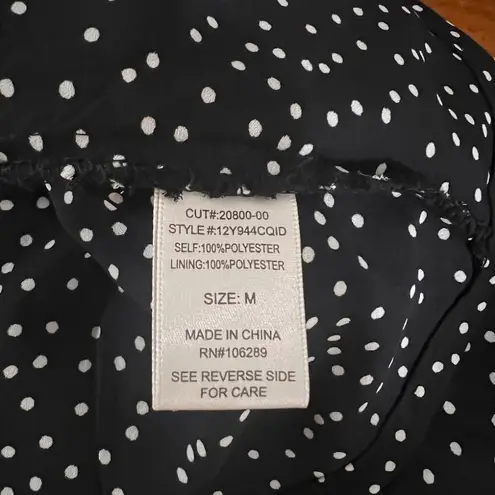 CUT#:20800-00
STYLE #:12Y944CQID
SELF:100%POLYESTER
LINING:100%POLYESTER
SIZE: M
MADE IN CHINA
RN#106289
SEE REVERSE SIDE
FOR CARE